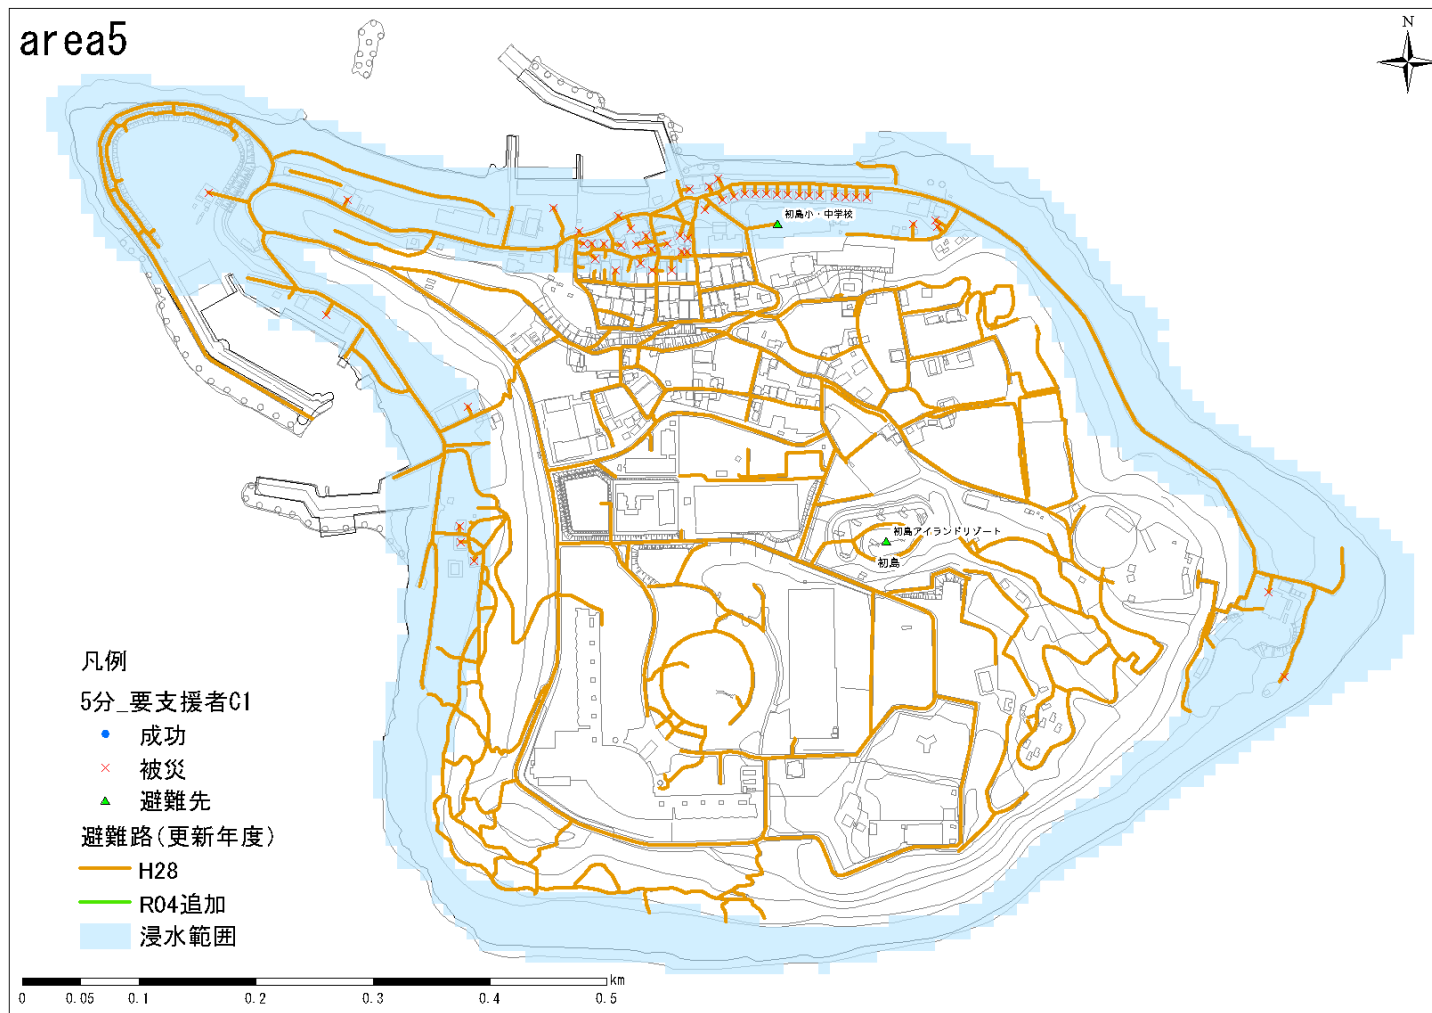 area5
N
初島小・中学校
初島アイランドリゾート
初島
凡例
5分_要支援者C1
成功
被災
避難先
避難路(更新年度)
H28
R04追加
浸水範囲
km
0 0.05 0.1 0.2 0.3 0.4 0.5